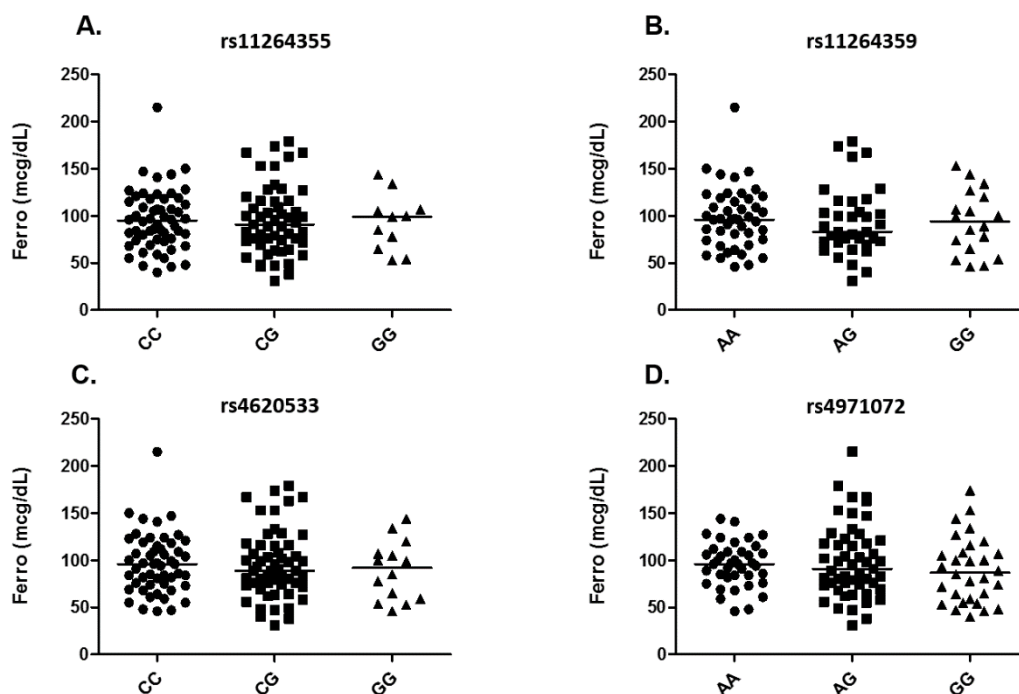 A.
rs11264355
Ferro (mcg/dL)
250
200
150
100
50
0
CC
CG
GG
B.
rs11264359
Ferro (mcg/dL)
250
200
150
100
50
0
AA
AG
GG
C.
rs4620533
Ferro (mcg/dL)
250
200
150
100
50
0
CC
CG
GG
D.
rs4971072
Ferro (mcg/dL)
250
200
150
100
50
0
AA
AG
GG